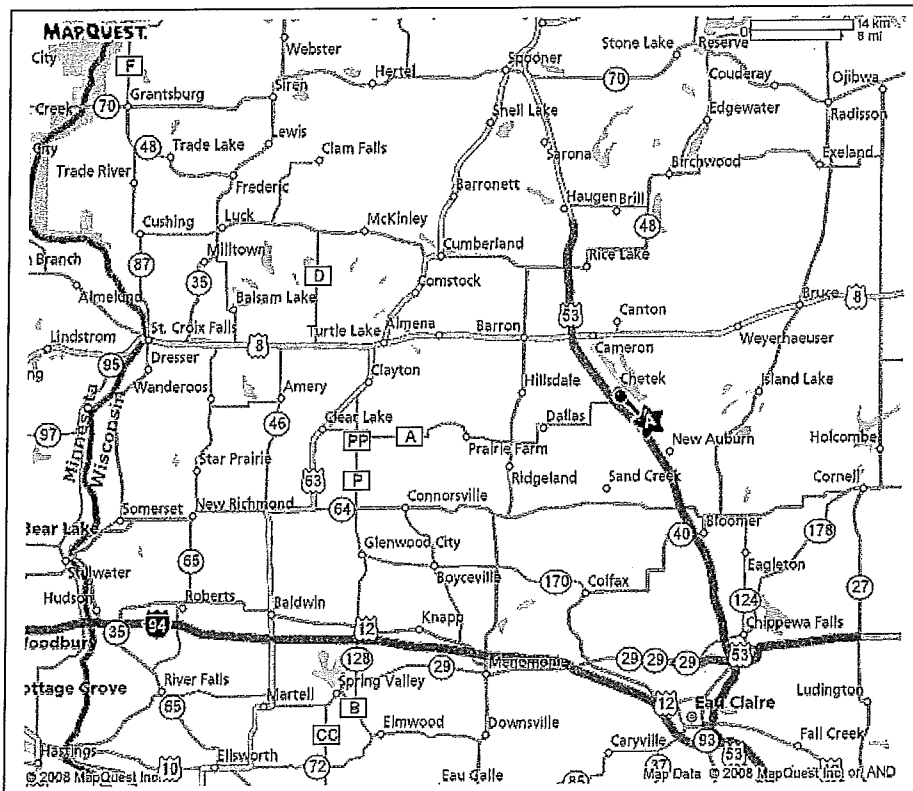 MAPQUEST.
14 km
8 mi
City
F
Webster
Hertel
Spooner
Stone Lake
Reserve
Couderay
Ojibwa
Siren
70
Creek
70
Grantsburg
Shell Lake
Edgewater
Radisson
City
48
Trade Lake
Lewis
Clam Falls
Sarona
Birchwood
Exeland
Trade River
Frederic
Barronett
Haugen
Brill
48
Cushing
Luck
McKinley
Cumberland
Rice Lake
Branch
87
Milltown
35
D
Comstock
Almelund
Balsam Lake
53
Canton
Bruce
8
Lindstrom
St. Croix Falls
8
Turtle Lake
Almena
Barron
Cameron
Weyerhaeuser
95
Dresser
Wanderoos
Amery
Clayton
Hillsdale
Chetek
A
Island Lake
97
Minnesota
Wisconsin
46
Clear Lake
PP
A
Dallas
Prairie Farm
New Auburn
Holcombe
Star Prairie
63
P
Ridgeland
Sand Creek
Cornell
Somerset
New Richmond
64
Connorsville
40
Bloomer
178
Bear Lake
Stillwater
65
Glenwood City
Boyceville
170
Colfax
Eagleton
27
Hudson
Roberts
Baldwin
Knapp
124
Chippewa Falls
35
94
12
Woodbury
128
29
Menomonie
29
29
29
53
Cottage Grove
River Falls
65
Martell
Spring Valley
B
12
Eau Claire
Ludington
CC
Elmwood
Downsville
93
Fall Creek
Hastings
10
Ellsworth
72
Eau Galle
Caryville
37
53
85
© 2008 MapQuest Inc.
Map Data © 2008 MapQuest Inc. or AND